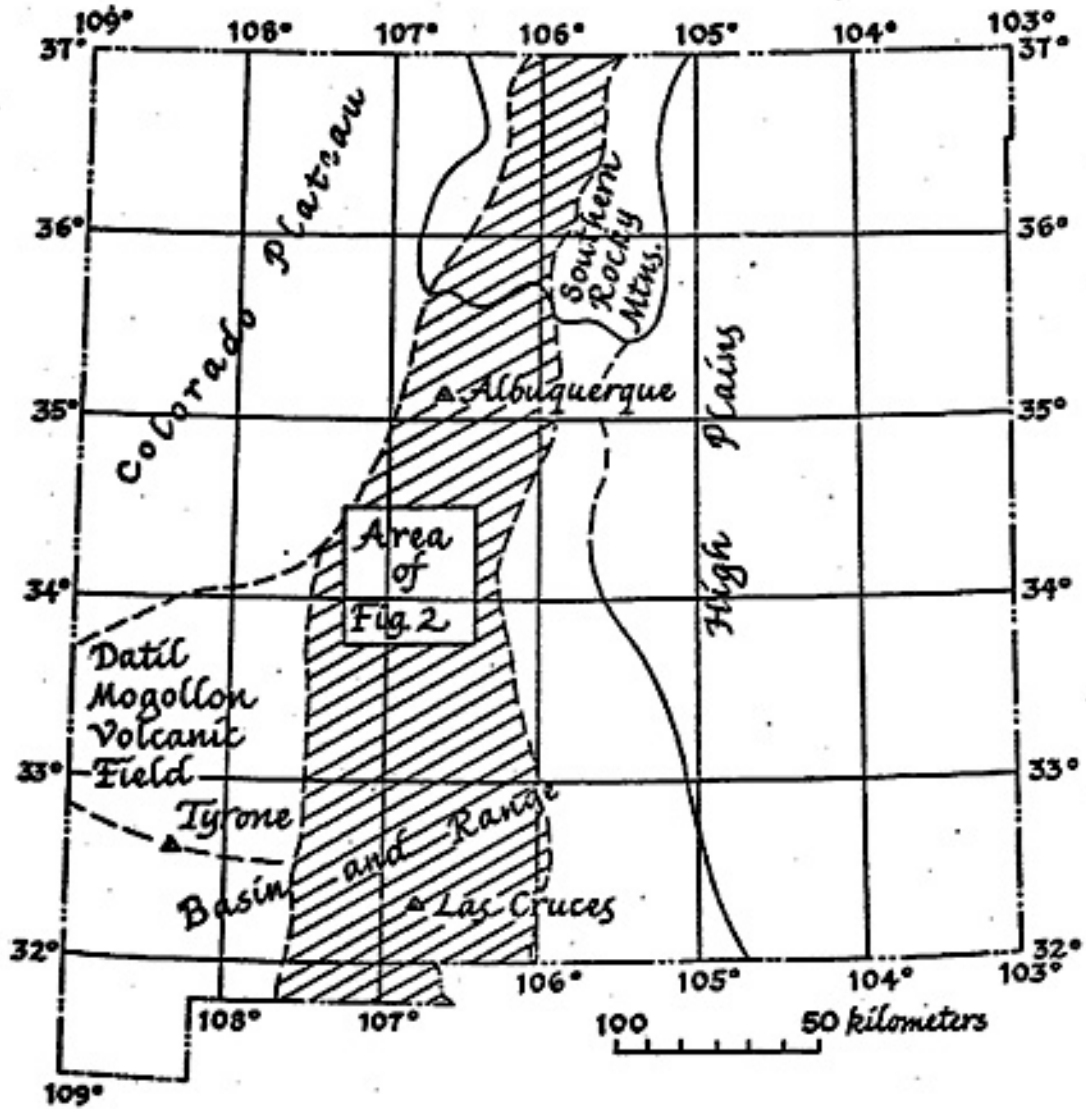 109° 108° 107° 106° 105° 104° 103°
37° 37°
Colorado Plateau
Southern
Rocky
Mtns.
36° 36°
High Plains
Albuquerque
35° 35°
Area
of
Fig. 2
34° 34°
Datil
Mogollon
Volcanic
Field
33° 33°
Tyrone
Basin and Range
Las Cruces
32° 32°
106° 105° 104° 103°
108° 107°
100 50 kilometers
109°